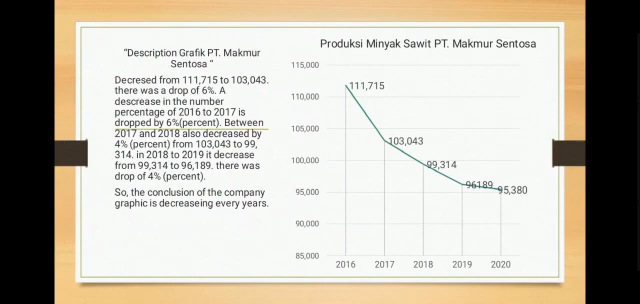 “Description Grafik PT. Makmur
Sentosa ”
Decresed from 111,715 to 103,043.
there was a drop of 6%. A
descrease in the number
percentage of 2016 to 2017 is
dropped by 6%(percent). Between
2017 and 2018 also decreased by
4% (percent) from 103,043 to 99,
314. in 2018 to 2019 it decrease
from 99,314 to 96,189. there was
drop of 4% (percent).
So, the conclusion of the company
graphic is decreaseing every years.
Produksi Minyak Sawit PT. Makmur Sentosa
115,000
110,000
105,000
100,000
95,000
90,000
85,000
111,715
103,043
99,314
96189
95,380
2016 2017 2018 2019 2020